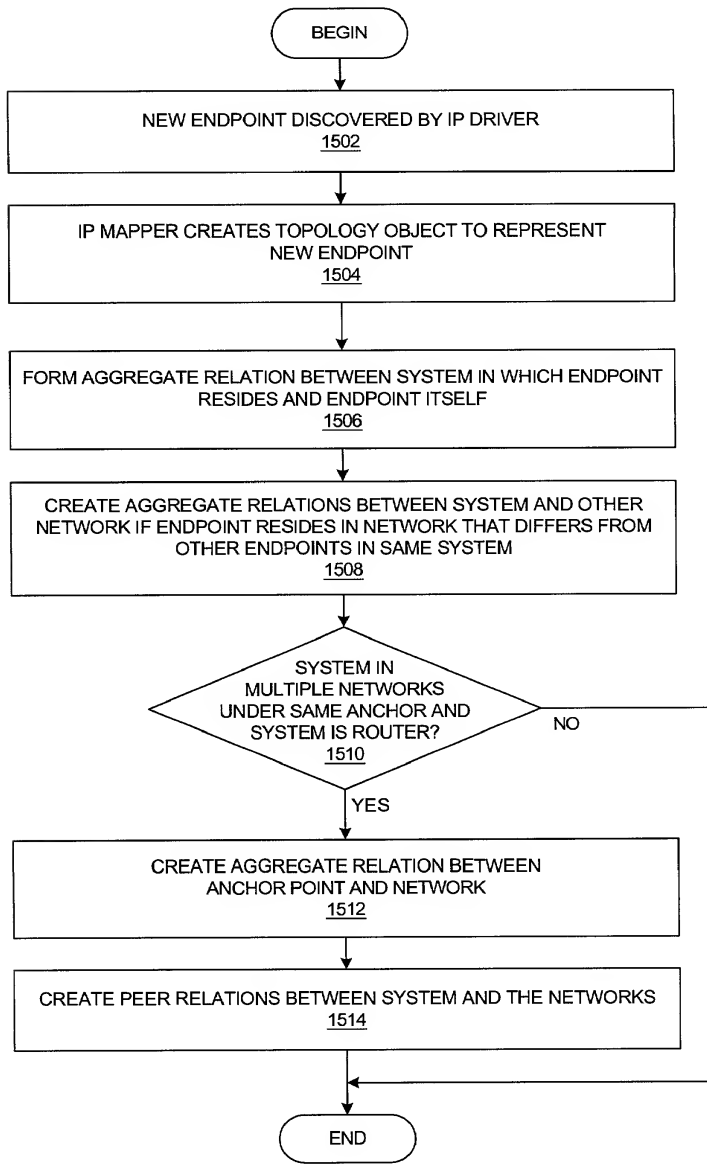 BEGIN
NEW ENDPOINT DISCOVERED BY IP DRIVER
1502
IP MAPPER CREATES TOPOLOGY OBJECT TO REPRESENT
NEW ENDPOINT
1504
FORM AGGREGATE RELATION BETWEEN SYSTEM IN WHICH ENDPOINT
RESIDES AND ENDPOINT ITSELF
1506
CREATE AGGREGATE RELATIONS BETWEEN SYSTEM AND OTHER
NETWORK IF ENDPOINT RESIDES IN NETWORK THAT DIFFERS FROM
OTHER ENDPOINTS IN SAME SYSTEM
1508
SYSTEM IN
MULTIPLE NETWORKS
UNDER SAME ANCHOR AND
SYSTEM IS ROUTER?
1510
NO
YES
CREATE AGGREGATE RELATION BETWEEN
ANCHOR POINT AND NETWORK
1512
CREATE PEER RELATIONS BETWEEN SYSTEM AND THE NETWORKS
1514
END